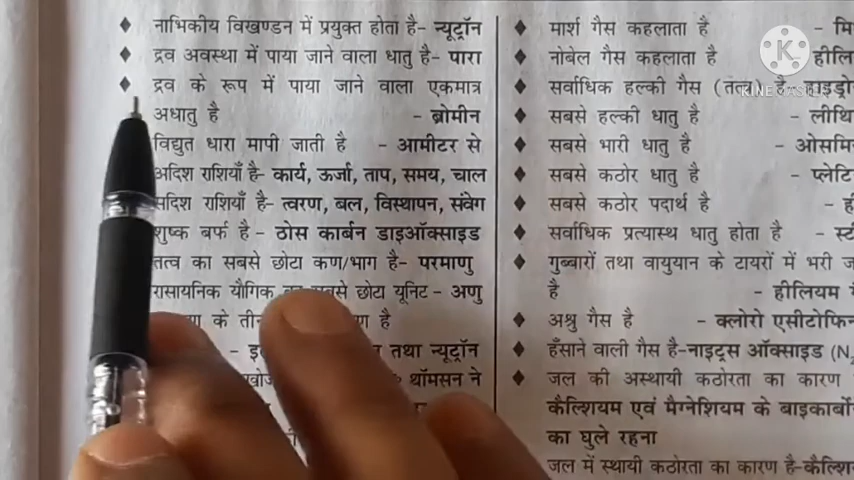 नाभिकीय विखण्डन में प्रयुक्त होता है- न्यूट्रॉन
द्रव अवस्था में पाया जाने वाला धातु है- पारा
द्रव के रूप में पाया जाने वाला एकमात्र
अधातु है - ब्रोमीन
विद्युत धारा मापी जाती है - आमीटर से
अदिश राशियाँ है- कार्य, ऊर्जा, ताप, समय, चाल
सदिश राशियाँ है- त्वरण, बल, विस्थापन, संवेग
शुष्क बर्फ है - ठोस कार्बन डाइऑक्साइड
तत्व का सबसे छोटा कण/भाग है- परमाणु
रासायनिक यौगिक का सबसे छोटा यूनिट - अणु
के है
तथा न्यूट्रॉन
थॉमसन ने
मार्श गैस कहलाता है -
नोबेल गैस कहलाता है -
सर्वाधिक हल्की गैस (तत्व) है-
सबसे हल्की धातु है -
सबसे भारी धातु है -
सबसे कठोर धातु है -
सबसे कठोर पदार्थ है -
सर्वाधिक प्रत्यास्थ धातु होता है -
गुब्बारों तथा वायुयान के टायरों में भरी
है - हीलियम
अश्रु गैस है - क्लोरो
हँसाने वाली गैस है-नाइट्रस ऑक्साइड (N₂
जल की अस्थायी कठोरता का कारण
कैल्शियम एवं मैग्नेशियम के
का घुले रहना
जल में स्थायी कठोरता का कारण है-
KINEMASTER